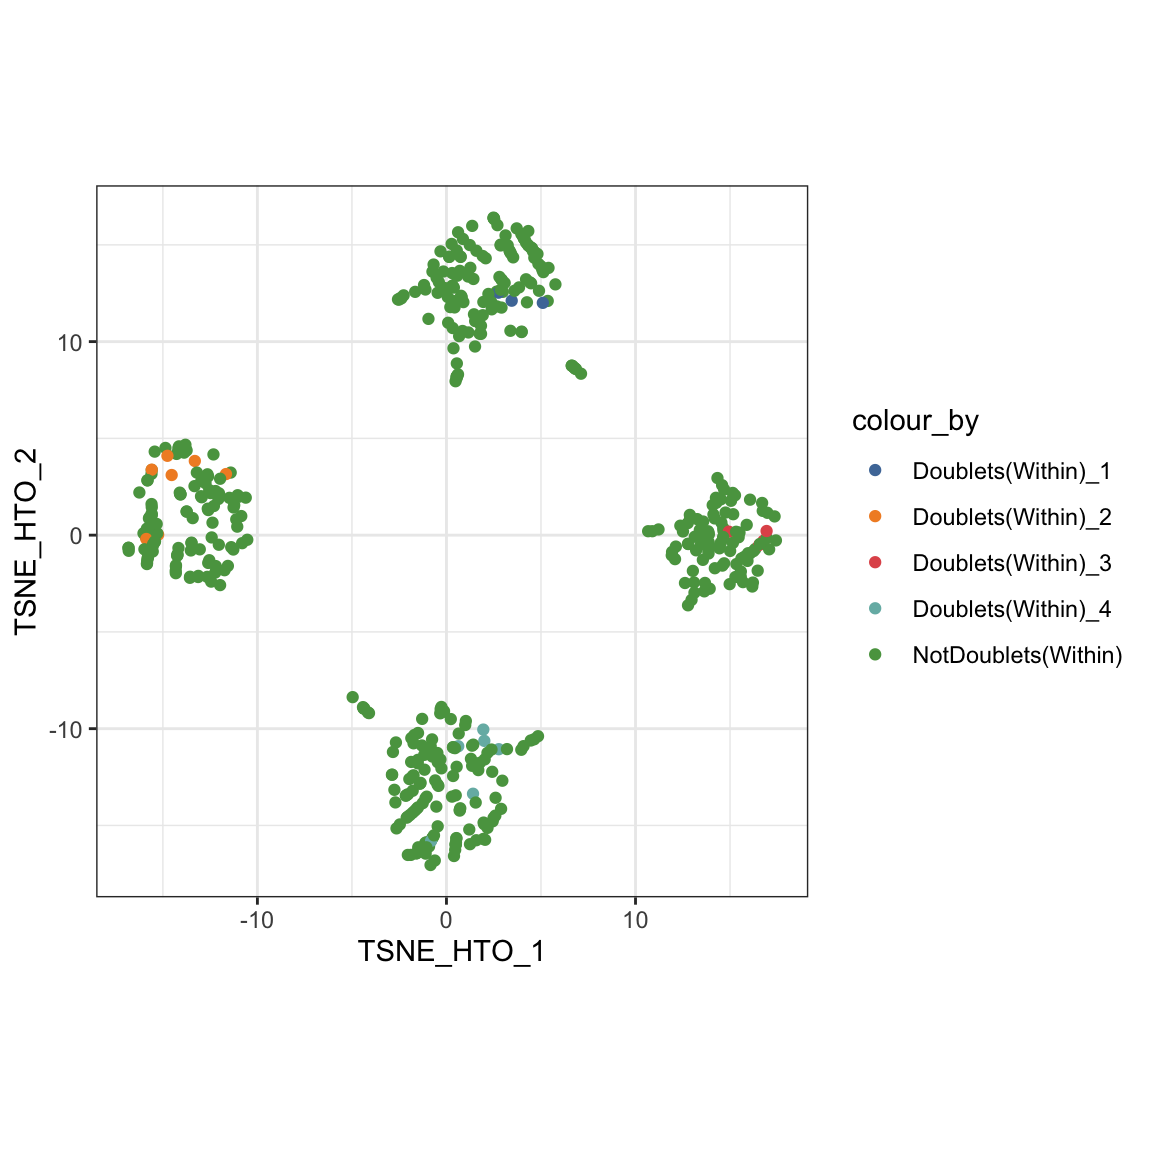 10
0
-10
-10
0
10
TSNE_HTO_1
TSNE_HTO_2
colour_by
Doublets(Within)_1
Doublets(Within)_2
Doublets(Within)_3
Doublets(Within)_4
NotDoublets(Within)